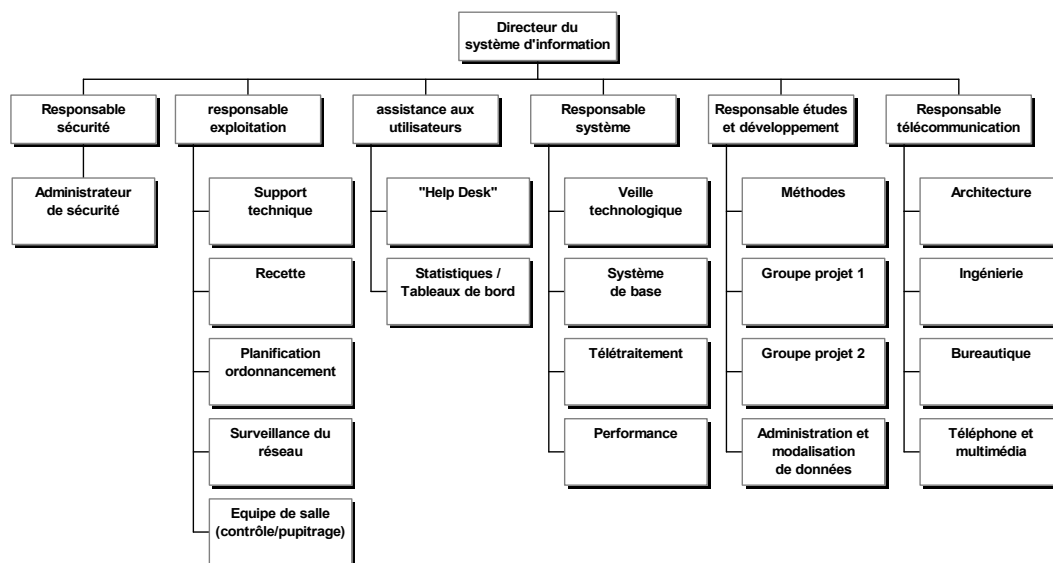 Directeur du
système d'information
Responsable
sécurité
responsable
exploitation
assistance aux
utilisateurs
Responsable
système
Responsable études
et développement
Responsable
télécommunication
Administrateur
de sécurité
Support
technique
"Help Desk"
Veille
technologique
Méthodes
Architecture
Recette
Statistiques /
Tableaux de bord
Système
de base
Groupe projet 1
Ingénierie
Planification
ordonnancement
Télétraitement
Groupe projet 2
Bureautique
Surveillance du
réseau
Performance
Administration et
modalisation
de données
Téléphone et
multimédia
Equipe de salle
(contrôle/pupitrage)